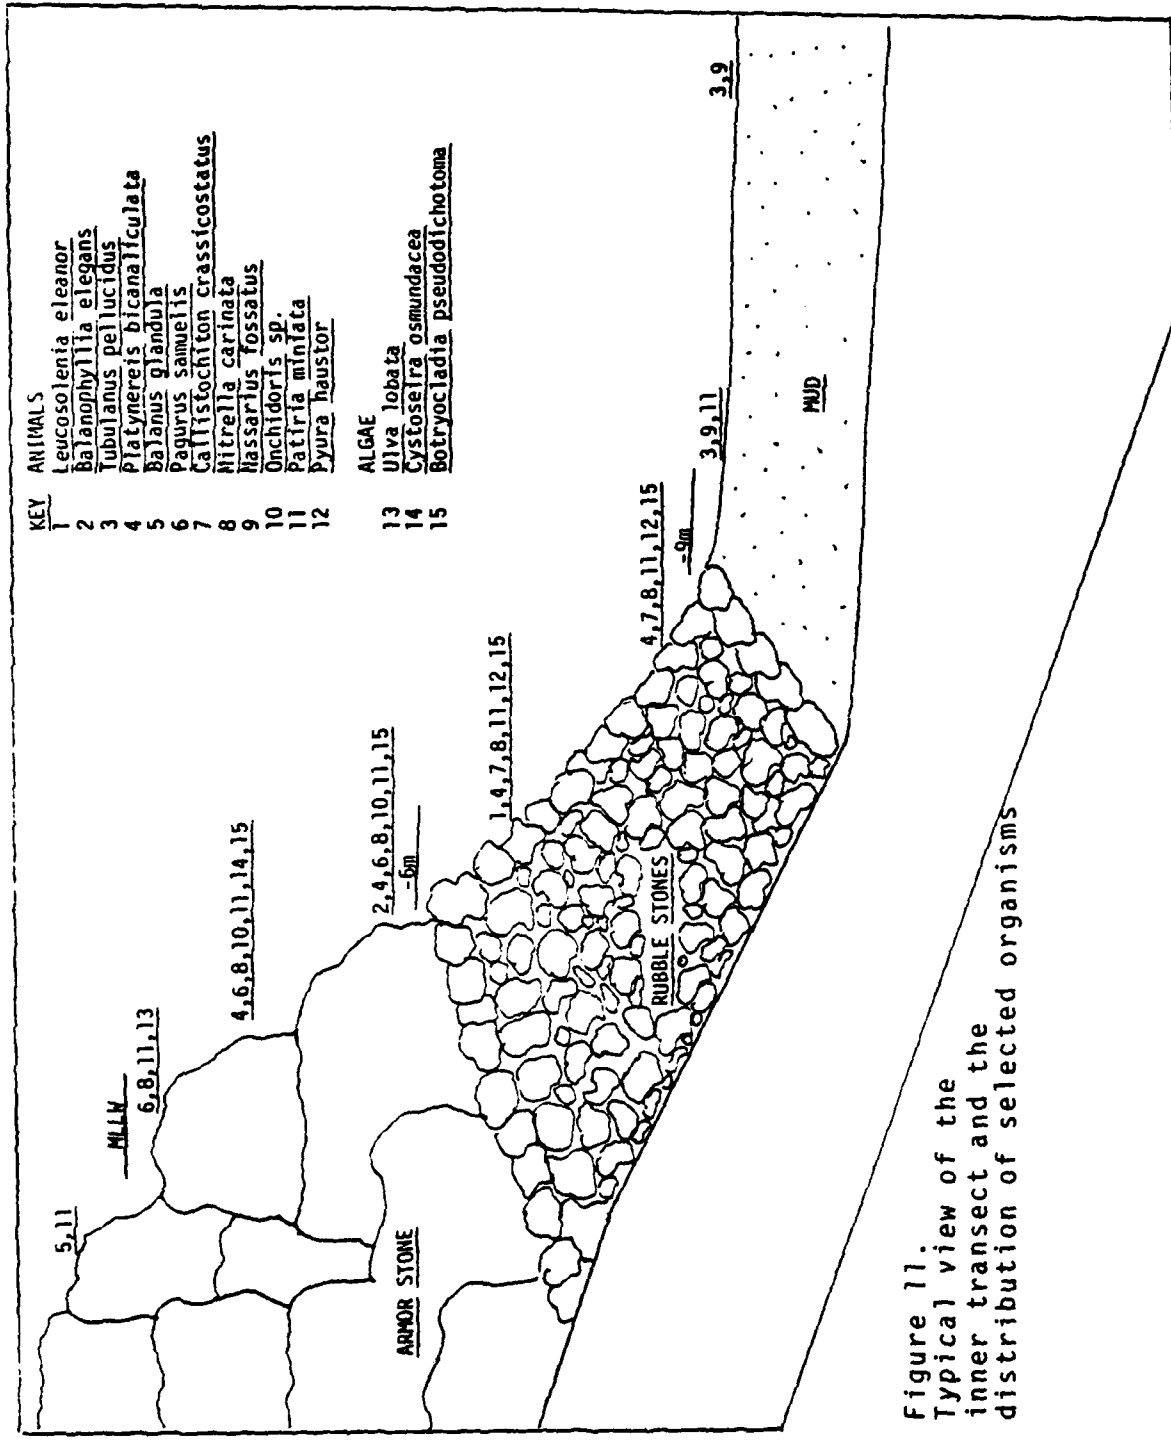 KEY ANIMALS
1 Leucosolenia eleanor
2 Balanophyllia elegans
3 Tubulanus pellucidus
4 Platynereis bicanaliculata
5 Balanus glandula
6 Pagurus samuelis
7 Callistochiton crassicostatus
8 Mitrella carinata
9 Nassarius fossatus
10 Onchidoris sp.
11 Patiria miniata
12 Pyura haustor
ALGAE
13 Ulva lobata
14 Cystoseira osmundacea
15 Botryocladia pseudodichotoma
5,11
MLLW
6,8,11,13
4,6,8,10,11,14,15
2,4,6,8,10,11,15
-6m
1,4,7,8,11,12,15
4,7,8,11,12,15
-9m
3,9,11
3,9
ARMOR STONE
RUBBLE STONES
MUD
Figure 11.
Typical view of the
inner transect and the
distribution of selected organisms